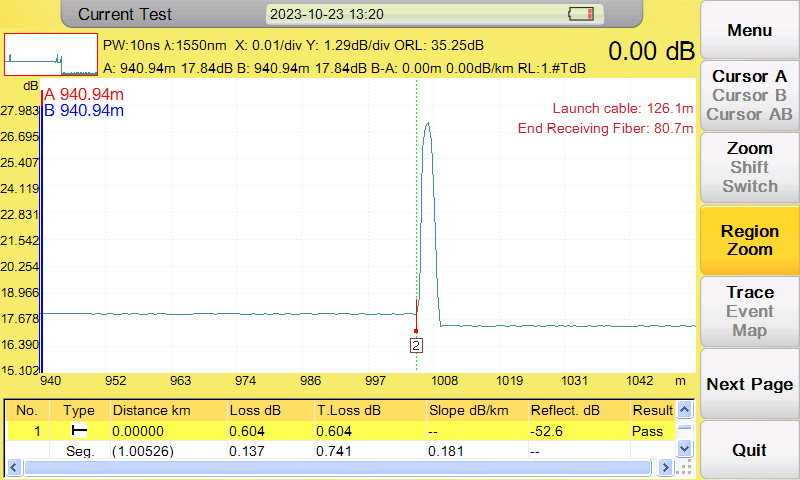 Current Test
2023-10-23 13:20
Menu
PW:10ns λ:1550nm X: 0.01/div Y: 1.29dB/div ORL: 35.25dB
0.00 dB
A: 940.94m 17.84dB B: 940.94m 17.84dB B-A: 0.00m 0.00dB/km RL:1.#TdB
dB
A 940.94m
B 940.94m
Launch cable: 126.1m
End Receiving Fiber: 80.7m
27.983
26.695
25.407
24.119
22.831
21.542
20.254
18.966
17.678
16.390
15.302
2
940 952 963 974 986 997 1008 1019 1031 1042 m
Cursor A
Cursor B
Cursor AB
Zoom
Shift
Switch
Region
Zoom
Trace
Event
Map
Next Page
Quit
No. Type Distance km Loss dB T.Loss dB Slope dB/km Reflect. dB Result
1 0.00000 0.604 0.604 -- -52.6 Pass
Seg. (1.00526) 0.137 0.741 0.181 --